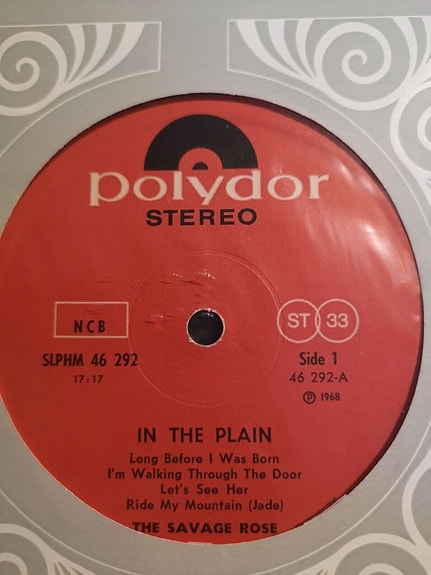 polydor
STEREO
NCB
ST 33
SLPHM 46 292
Side 1
17:17
46 292-A
℗ 1968
IN THE PLAIN
Long Before I Was Born
I'm Walking Through The Door
Let's See Her
Ride My Mountain (Jade)
THE SAVAGE ROSE